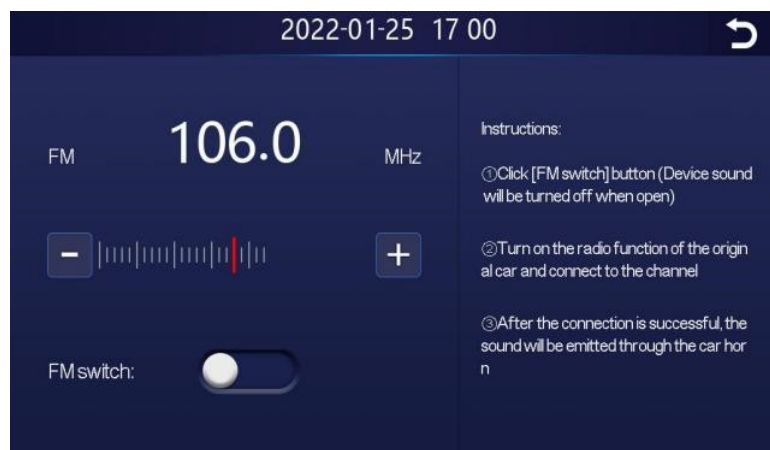 2022-01-25 17 00
FM 106.0 MHz
- +
FM switch:
Instructions:
①Click [FM switch] button (Device sound
will be turned off when open)
②Turn on the radio function of the origin
al car and connect to the channel
③After the connection is successful, the
sound will be emitted through the car hor
n